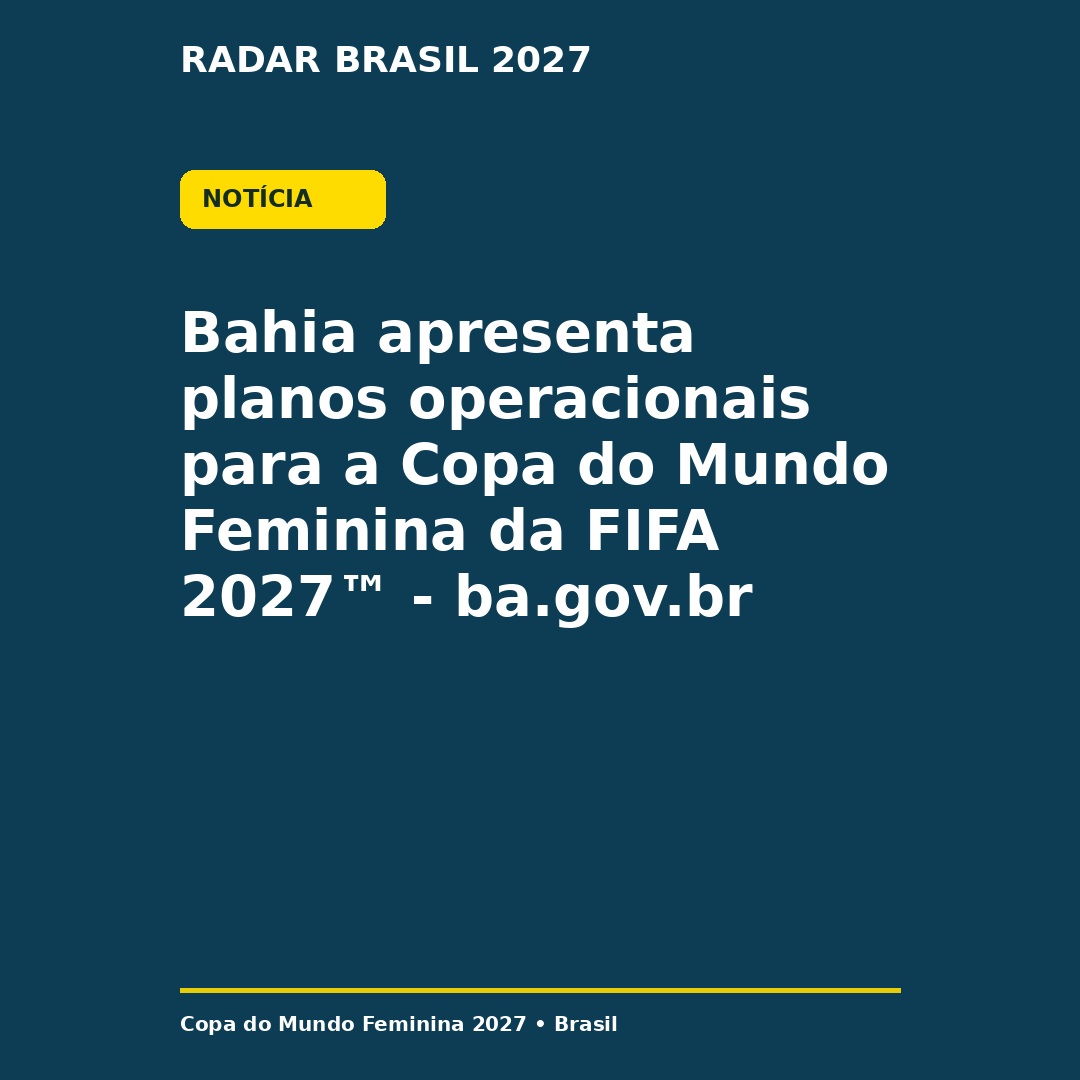 RADAR BRASIL 2027
NOTÍCIA
Bahia apresenta
planos operacionais
para a Copa do Mundo
Feminina da FIFA
2027™ - ba.gov.br
Copa do Mundo Feminina 2027 • Brasil